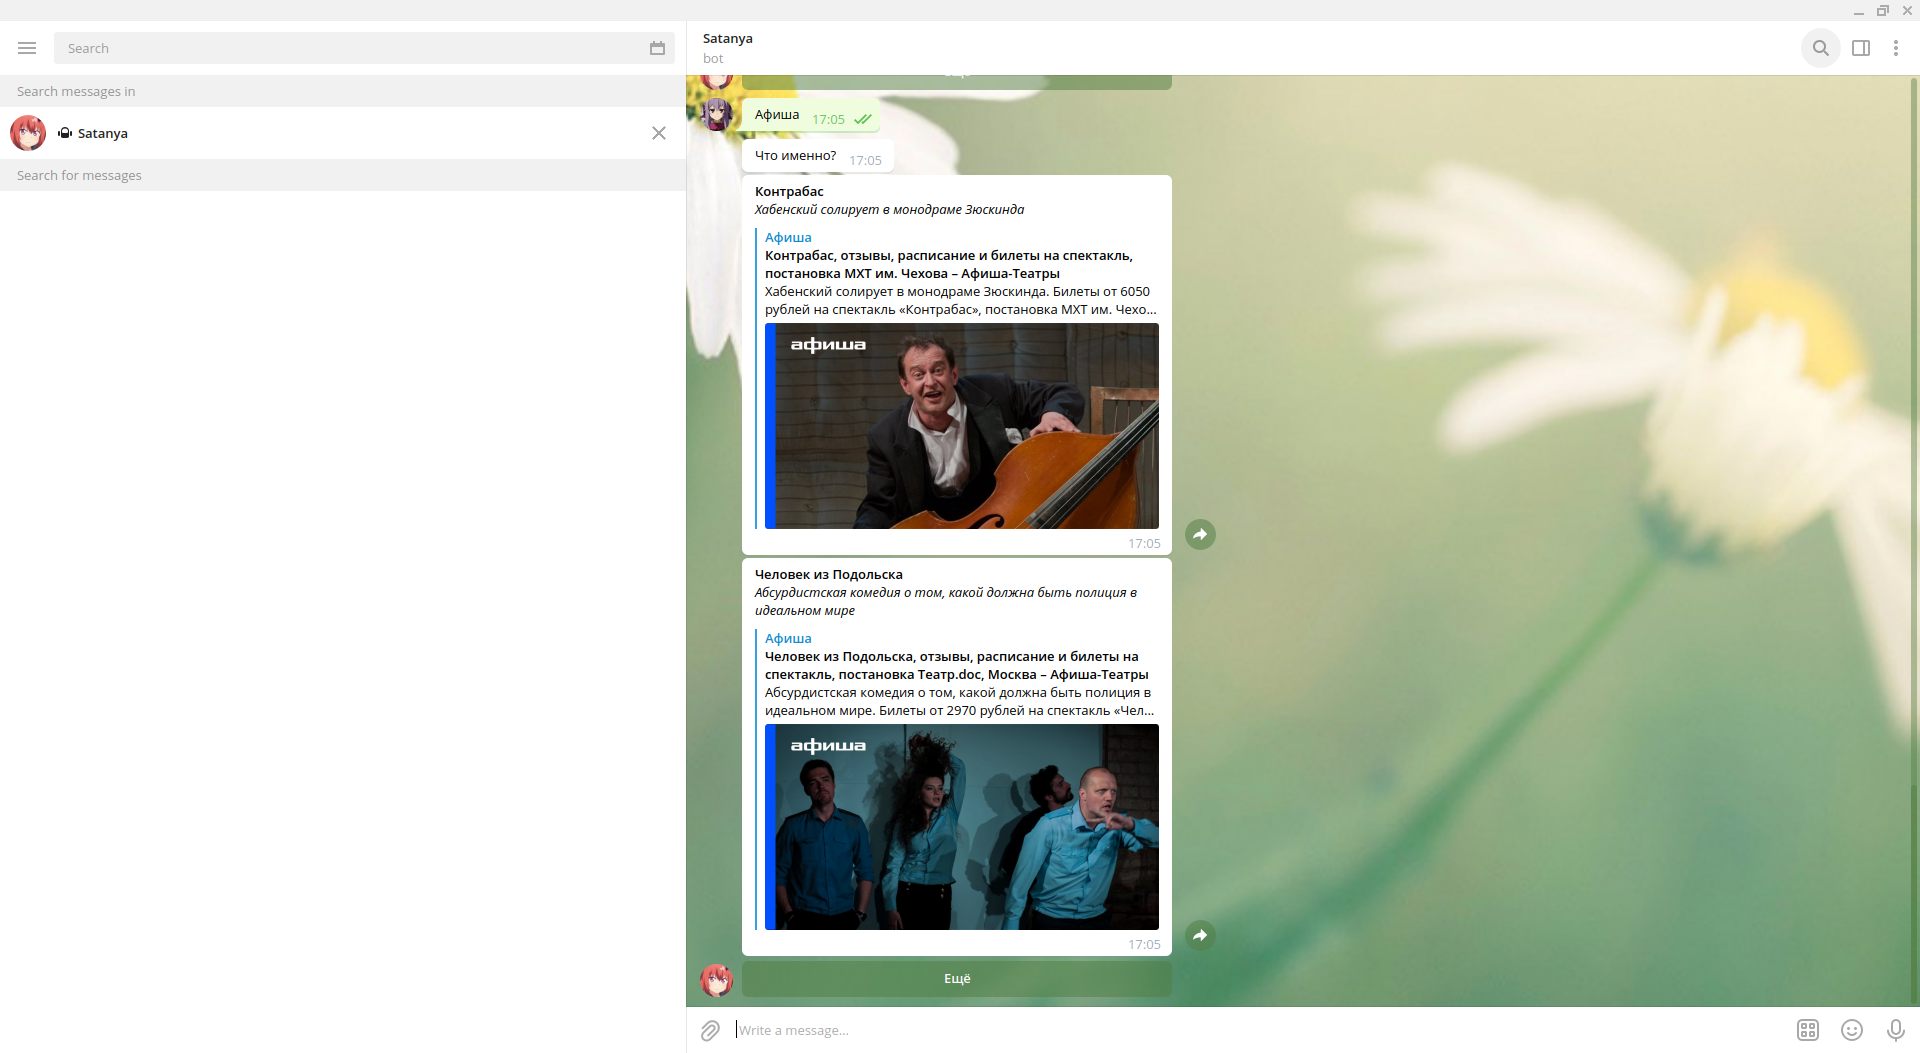 Search
Search messages in
Satanya
Search for messages
Satanya
bot
Афиша 17:05
Что именно? 17:05
Контрабас
Хабенский солирует в монодраме Зюскинда
Афиша
Контрабас, отзывы, расписание и билеты на спектакль,
постановка МХТ им. Чехова – Афиша-Театры
Хабенский солирует в монодраме Зюскинда. Билеты от 6050
рублей на спектакль «Контрабас», постановка МХТ им. Чехо...
афиша
17:05
Человек из Подольска
Абсурдистская комедия о том, какой должна быть полиция в
идеальном мире
Афиша
Человек из Подольска, отзывы, расписание и билеты на
спектакль, постановка Театр.doc, Москва – Афиша-Театры
Абсурдистская комедия о том, какой должна быть полиция в
идеальном мире. Билеты от 2970 рублей на спектакль «Чел...
афиша
17:05
Ещё
Write a message...